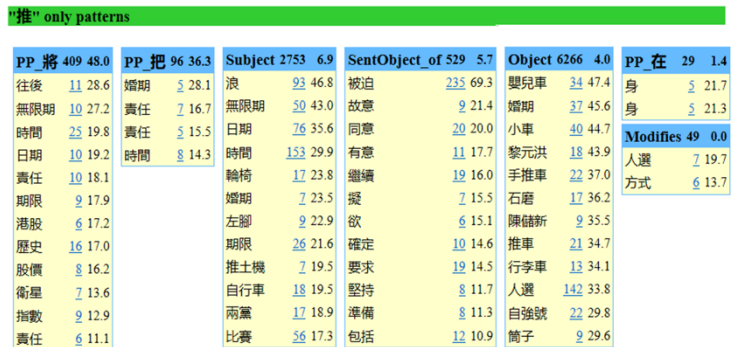 "推" only patterns
PP_將 409 48.0
往後 11 28.6
無限期 10 27.2
時間 25 19.8
日期 10 19.2
責任 10 18.1
期限 9 17.9
港股 6 17.2
歷史 16 17.0
股價 8 16.2
衛星 7 13.6
指數 9 12.9
責任 6 11.1
PP_把 96 36.3
婚期 5 28.1
責任 7 16.7
責任 5 15.5
時間 8 14.3
Subject 2753 6.9
浪 93 46.8
無限期 50 43.0
日期 76 35.6
時間 153 29.9
輪椅 17 23.8
婚期 7 23.5
左腳 9 22.9
期限 26 21.6
推土機 7 19.5
自行車 18 19.5
兩黨 17 18.9
比賽 56 17.3
SentObject_of 529 5.7
被迫 235 69.3
故意 9 21.4
同意 20 20.0
有意 11 17.7
繼續 19 16.0
擬 7 15.5
欲 6 15.1
確定 10 14.6
要求 19 14.5
堅持 8 11.7
準備 8 11.3
包括 12 10.9
Object 6266 4.0
嬰兒車 34 47.4
婚期 37 45.6
小車 40 44.7
黎元洪 18 43.9
手推車 22 37.0
石磨 17 36.2
陳儲新 9 35.5
推車 21 34.7
行李車 13 34.1
人選 142 33.8
自強號 22 29.8
筒子 9 29.6
PP_在 29 1.4
身 5 21.7
身 5 21.3
Modifies 49 0.0
人選 7 19.7
方式 6 13.7